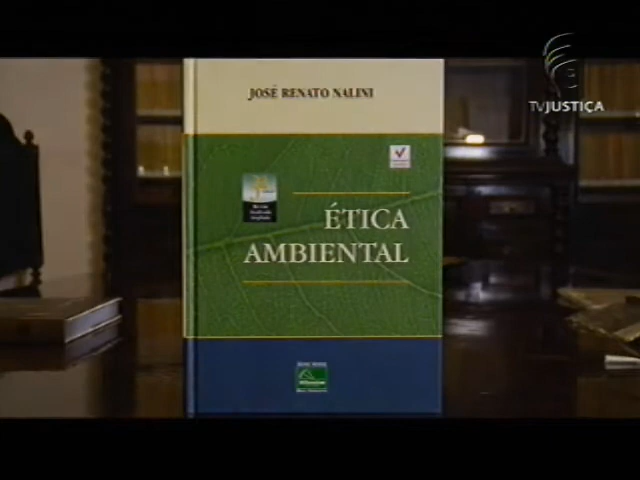 TV JUSTIÇA
JOSÉ RENATO NALINI
ÉTICA
AMBIENTAL